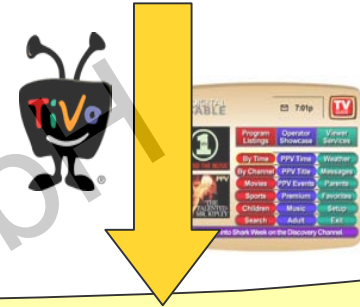 TiVo
®
DIGITAL
CABLE
7:01p
TV
Program Listings
Operator Showcase
Viewer Services
1
By Time
PPV Time
Weather
By Channel
PPV Title
Messages
Movies
PPV Events
Parents
Sports
Premium
Favorites
Children
Music
Setup
Search
Adult
Exit
PPV
THE
TALENTED
MR. RIPLEY
into Shark Week on the Discovery Channel.